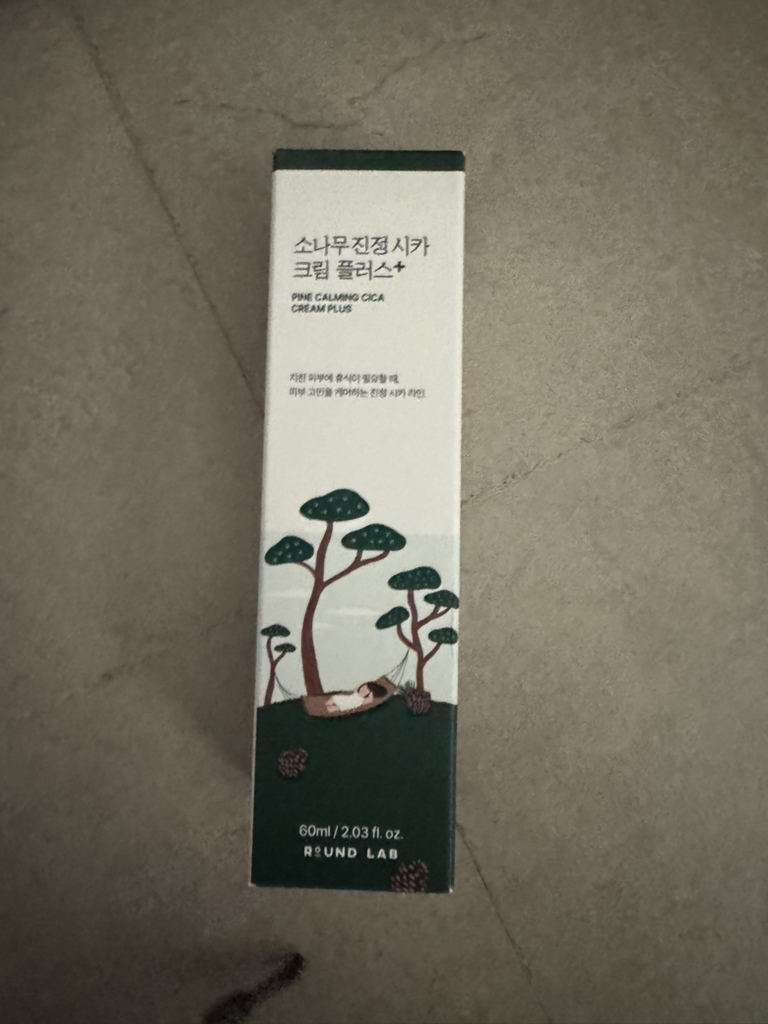 소나무 진정 시카
크림 플러스+
PINE CALMING CICA
CREAM PLUS
지친 피부에 휴식이 필요할 때,
피부 고민을 케어하는 진정 시카 라인.
60ml / 2.03 fl. oz.
ROUND LAB